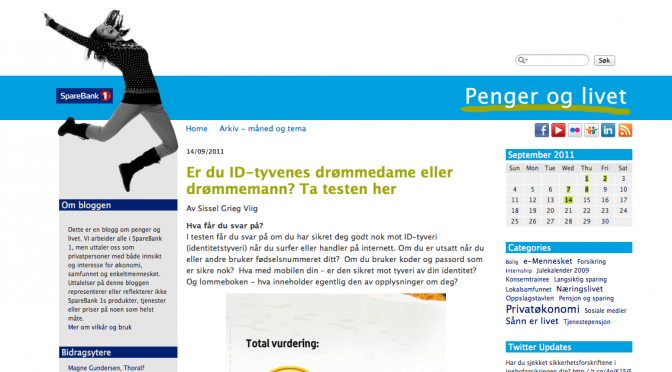 Søk
SpareBank 1
Penger og livet
Home Arkiv - måned og tema
14/09/2011
Er du ID-tyvenes drømmedame eller
drømmemann? Ta testen her
Av Sissel Grieg Viig
Hva får du svar på?
I testen får du svar på om du har sikret deg godt nok mot ID-tyveri
(identitetstyveri) når du surfer eller handler på internett. Om du er utsatt når du
eller andre bruker fødselsnummeret ditt? Om du bruker koder og passord som
er sikre nok? Hva med mobilen din – er den sikret mot tyveri av din identitet?
Og lommeboken – hva inneholder egentlig den av opplysninger om deg?
Total vurdering:
Om bloggen
Dette er en blogg om penger og
livet. Vi arbeider alle i SpareBank
1, men uttaler oss som
privatpersoner med både innsikt
og interesse for økonomi,
samfunnet og enkeltmennesket.
Uttalelser på denne bloggen
representerer eller reflekterer ikke
SpareBank 1s produkter, tjenester
eller priser på noen som helst
måte.
Mer om vilkår og bruk
Bidragsytere
Magne Gundersen, Thoralf
September 2011
Sun Mon Tue Wed Thu Fri Sat
1 2 3
4 5 6 7 8 9 10
11 12 13 14 15 16 17
18 19 20 21 22 23 24
25 26 27 28 29 30
Categories
Bolig e-Mennesket Forsikring
Internship Julekalender 2009
Konserntrainee Langsiktig sparing
Lokalsamfunnet Næringslivet
Oppslagstavlen Pensjon og sparing
Privatøkonomi Sosiale medier
Sånn er livet Tjenestepensjon
Twitter Updates
Har du sjekket sikkerhetsforskriftene i